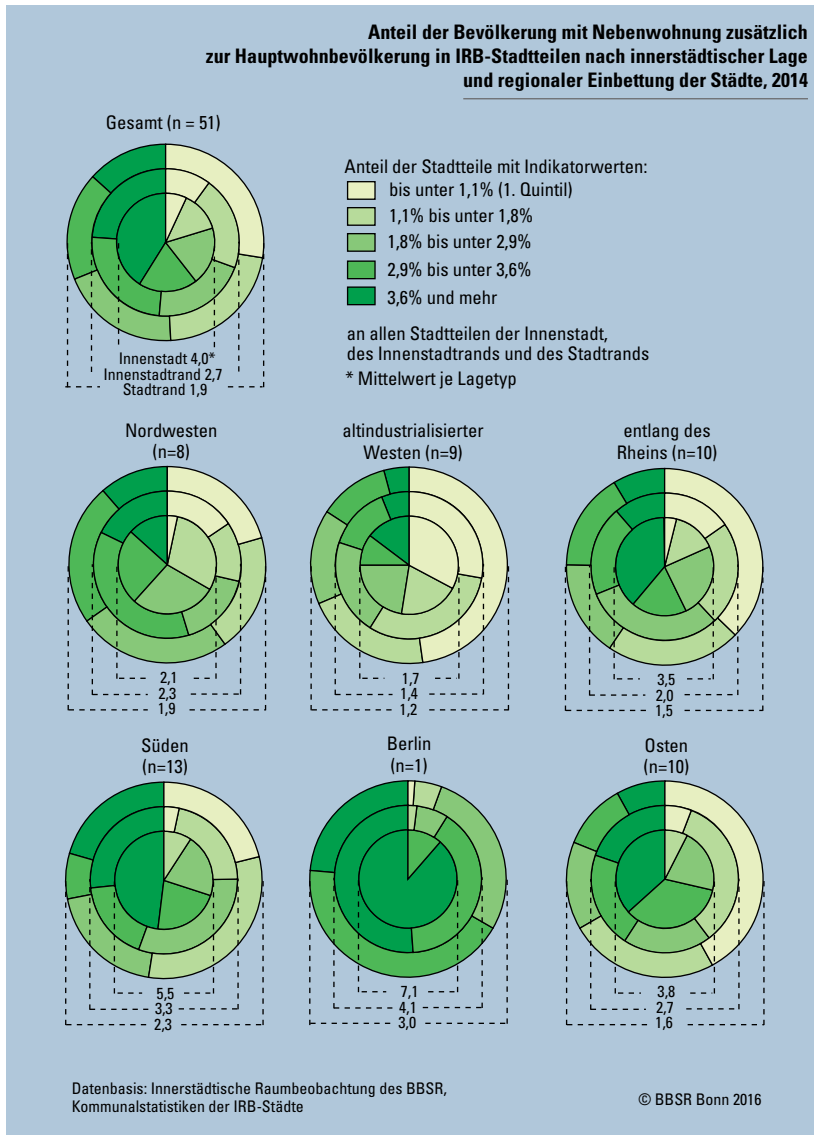 Anteil der Bevölkerung mit Nebenwohnung zusätzlich
zur Hauptwohnbevölkerung in IRB-Stadtteilen nach innerstädtischer Lage
und regionaler Einbettung der Städte, 2014
Gesamt (n = 51)
Anteil der Stadtteile mit Indikatorwerten:
bis unter 1,1% (1. Quintil)
1,1% bis unter 1,8%
1,8% bis unter 2,9%
2,9% bis unter 3,6%
3,6% und mehr
an allen Stadtteilen der Innenstadt,
des Innenstadtrands und des Stadtrands
* Mittelwert je Lagetyp
Innenstadt 4,0*
Innenstadtrand 2,7
Stadtrand 1,9
Nordwesten
(n=8)
2,1
2,3
1,9
altindustrialisierter
Westen (n=9)
1,7
1,4
1,2
entlang des
Rheins (n=10)
3,5
2,0
1,5
Süden
(n=13)
5,5
3,3
2,3
Berlin
(n=1)
7,1
4,1
3,0
Osten
(n=10)
3,8
2,7
1,6
Datenbasis: Innerstädtische Raumbeobachtung des BBSR,
Kommunalstatistiken der IRB-Städte
© BBSR Bonn 2016